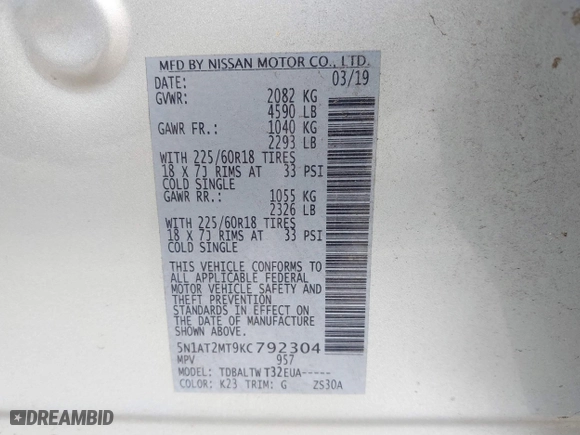 MFD BY NISSAN MOTOR CO., LTD.
DATE: 03/19
GVWR: 2082 KG
4590 LB
GAWR FR.: 1040 KG
2293 LB
WITH 225/60R18 TIRES
18 X 7J RIMS AT 33 PSI
COLD SINGLE
GAWR RR.: 1055 KG
2326 LB
WITH 225/60R18 TIRES
18 X 7J RIMS AT 33 PSI
COLD SINGLE
THIS VEHICLE CONFORMS TO
ALL APPLICABLE FEDERAL
MOTOR VEHICLE SAFETY AND
THEFT PREVENTION
STANDARDS IN EFFECT ON
THE DATE OF MANUFACTURE
SHOWN ABOVE:
5N1AT2MT9KC792304
MPV 957
MODEL: TDBALTW T32EUA-----
COLOR: K23 TRIM: G ZS30A
DREAMBID